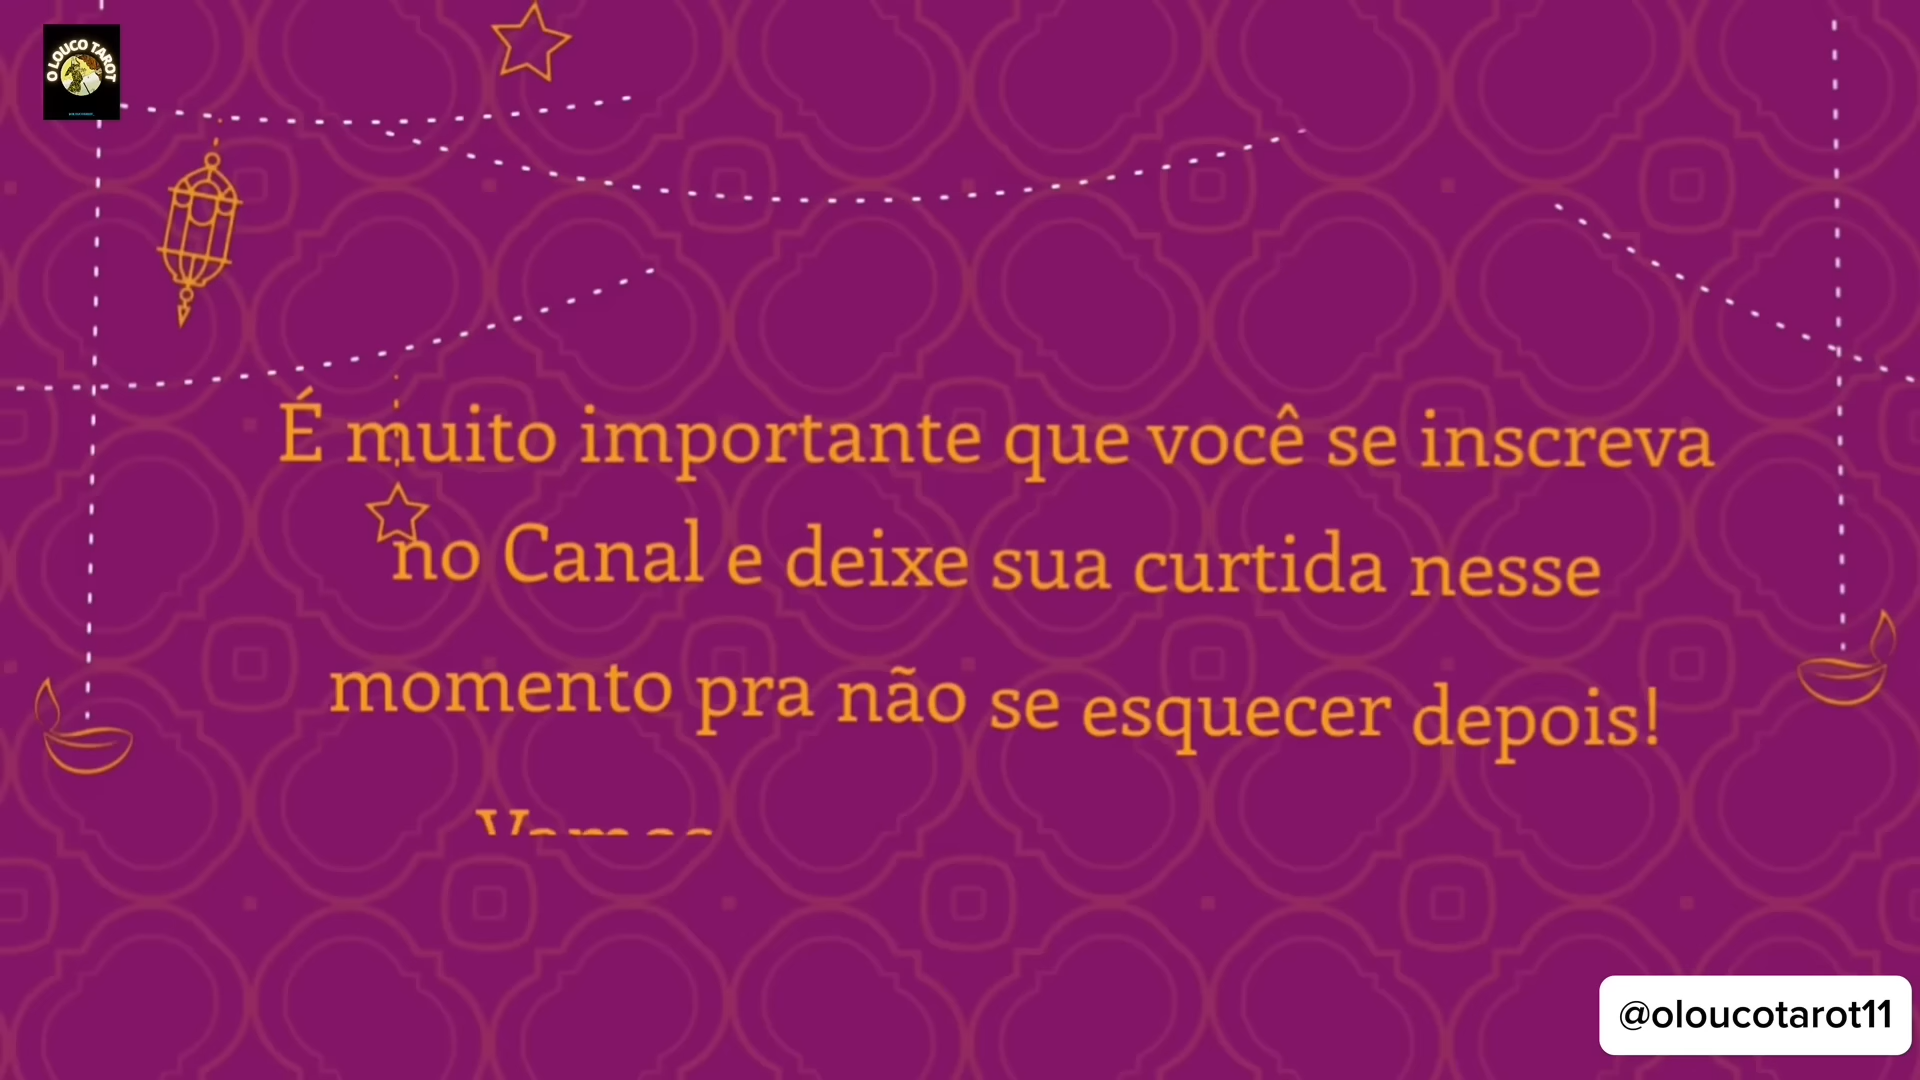 O LOUCO TAROT
É muito importante que você se inscreva
no Canal e deixe sua curtida nesse
momento pra não se esquecer depois!
Vamos
@oloucotarot11